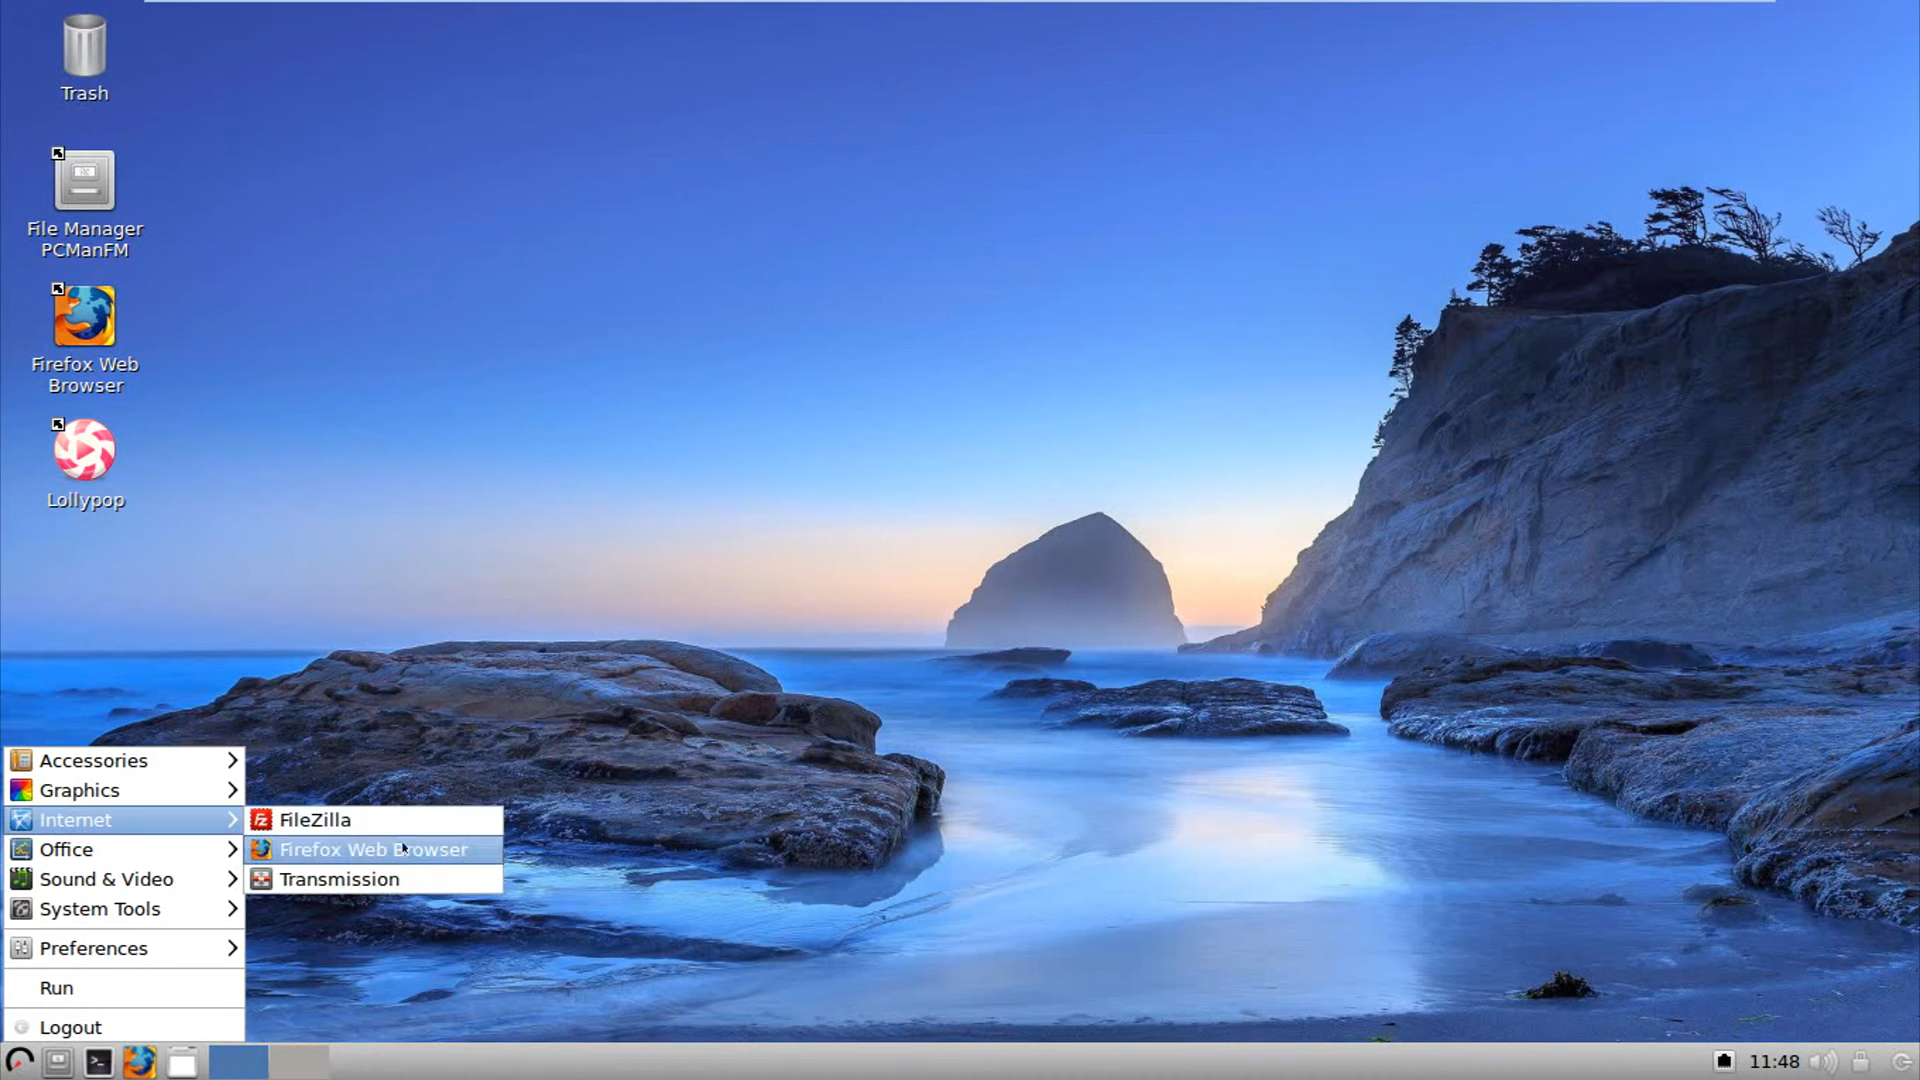 Trash
File Manager
PCManFM
Firefox Web
Browser
Lollypop
Accessories
Graphics
Internet
Office
Sound & Video
System Tools
Preferences
Run
Logout
FileZilla
Firefox Web Browser
Transmission
11:48